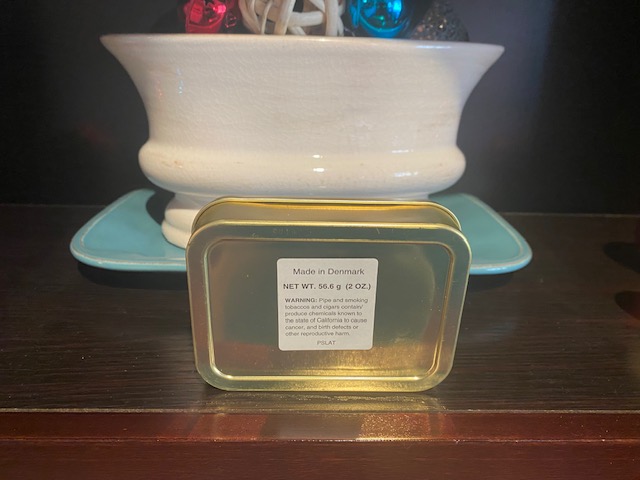 Made in Denmark
NET WT. 56.6 g (2 OZ.)
WARNING: Pipe and smoking
tobaccos and cigars contain/
produce chemicals known to
the state of California to cause
cancer, and birth defects or
other reproductive harm.
PSLAT